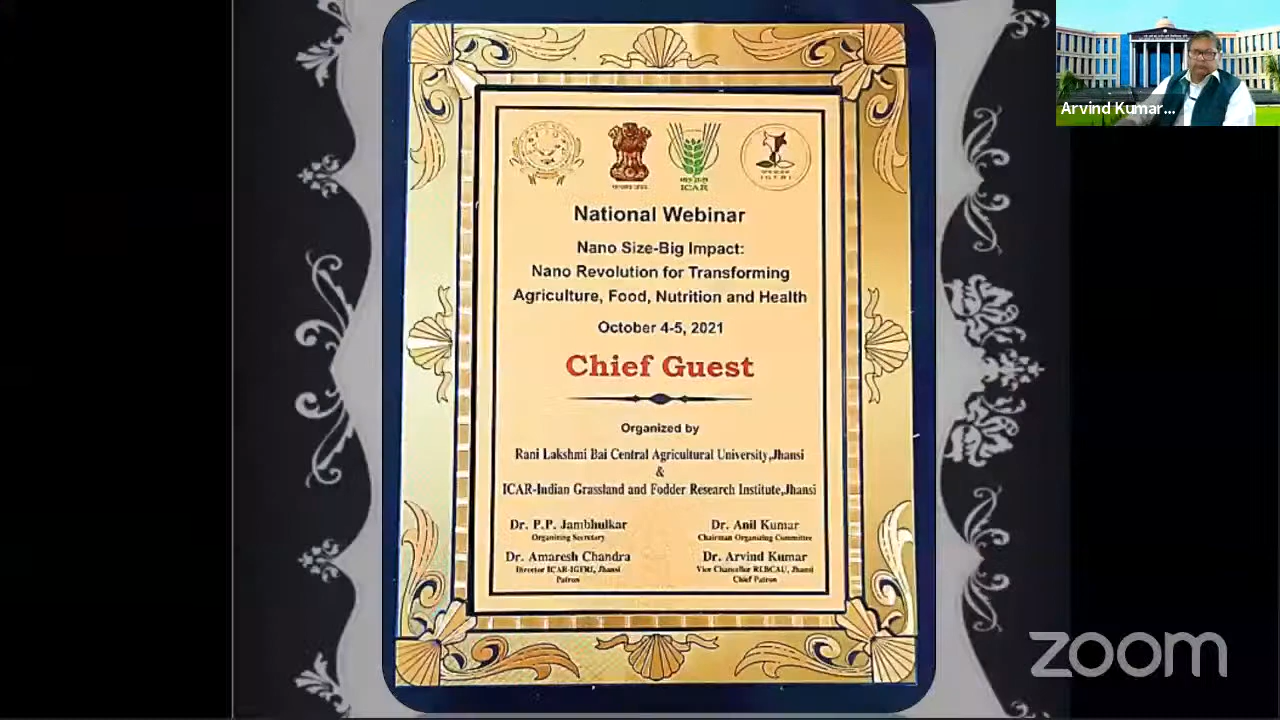 National Webinar
Nano Size-Big Impact:
Nano Revolution for Transforming
Agriculture, Food, Nutrition and Health
October 4-5, 2021
Chief Guest
Organized by
Rani Lakshmi Bai Central Agricultural University,Jhansi
&
ICAR-Indian Grassland and Fodder Research Institute,Jhansi
Dr. P.P. Jambhulkar
Organizing Secretary
Dr. Anil Kumar
Chairman Organizing Committee
Dr. Amaresh Chandra
Director ICAR-IGFRI, Jhansi
Patron
Dr. Arvind Kumar
Vice Chancellor RLBCAU, Jhansi
Chief Patron
ICAR
IGFRI
Arvind Kumar...
zoom